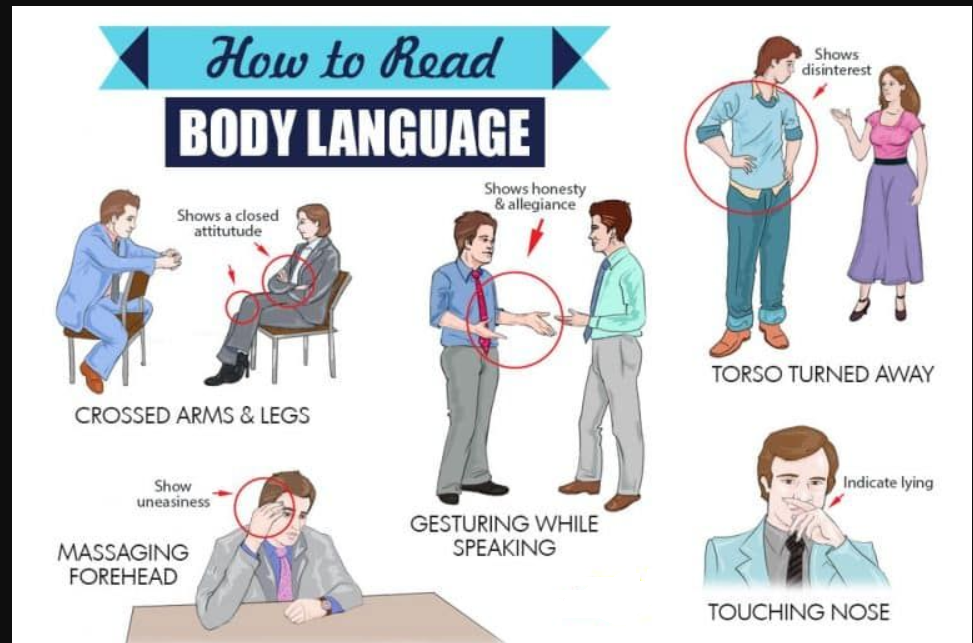 How to Read
BODY LANGUAGE
Shows a closed
attitutude
CROSSED ARMS & LEGS
Shows honesty
& allegiance
GESTURING WHILE
SPEAKING
Shows
disinterest
TORSO TURNED AWAY
Show
uneasiness
MASSAGING
FOREHEAD
Indicate lying
TOUCHING NOSE